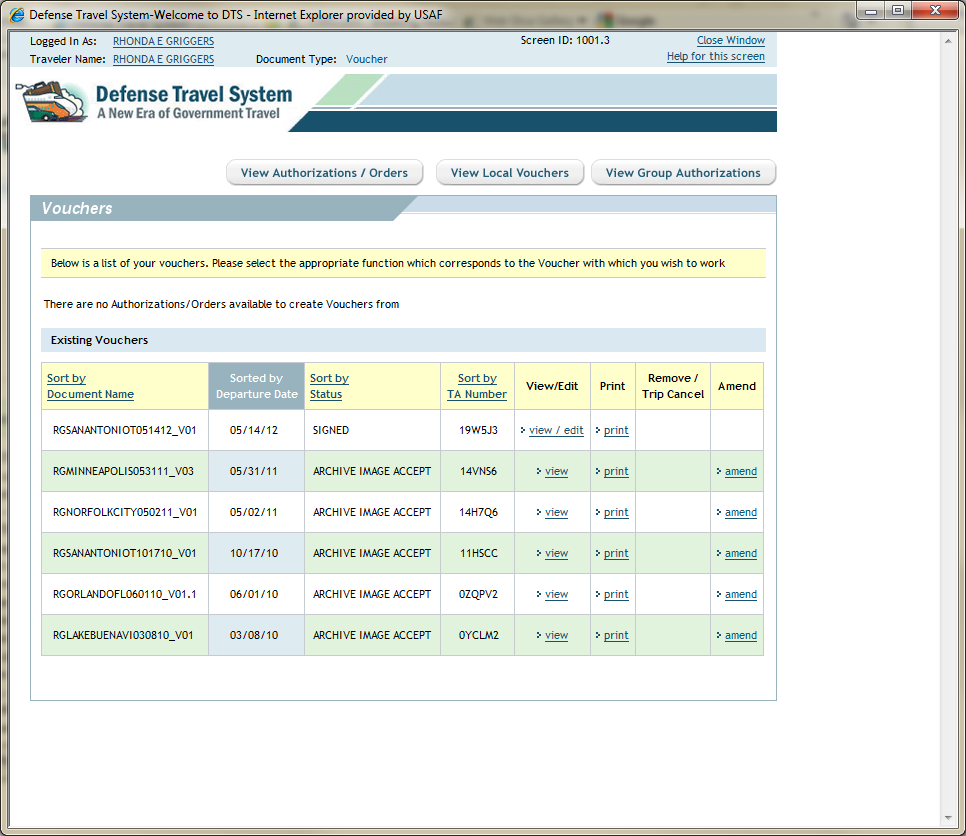 Defense Travel System-Welcome to DTS - Internet Explorer provided by USAF
Logged In As: RHONDA E GRIGGERS Screen ID: 1001.3 Close Window
Traveler Name: RHONDA E GRIGGERS Document Type: Voucher Help for this screen
Defense Travel System
A New Era of Government Travel
View Authorizations / Orders View Local Vouchers View Group Authorizations
Vouchers
Below is a list of your vouchers. Please select the appropriate function which corresponds to the Voucher with which you wish to work
There are no Authorizations/Orders available to create Vouchers from
Existing Vouchers
Sort by Document Name Sorted by Departure Date Sort by Status Sort by TA Number View/Edit Print Remove / Trip Cancel Amend
RGSANANTONIOT051412_V01 05/14/12 SIGNED 19W5J3 view / edit print
RGMINNEAPOLIS053111_V03 05/31/11 ARCHIVE IMAGE ACCEPT 14VNS6 view print amend
RGNORFOLKCITY050211_V01 05/02/11 ARCHIVE IMAGE ACCEPT 14H7Q6 view print amend
RGSANANTONIOT101710_V01 10/17/10 ARCHIVE IMAGE ACCEPT 11HSCC view print amend
RGORLANDOFL060110_V01.1 06/01/10 ARCHIVE IMAGE ACCEPT 0ZQPV2 view print amend
RGLAKEBUENAVI030810_V01 03/08/10 ARCHIVE IMAGE ACCEPT 0YCLM2 view print amend